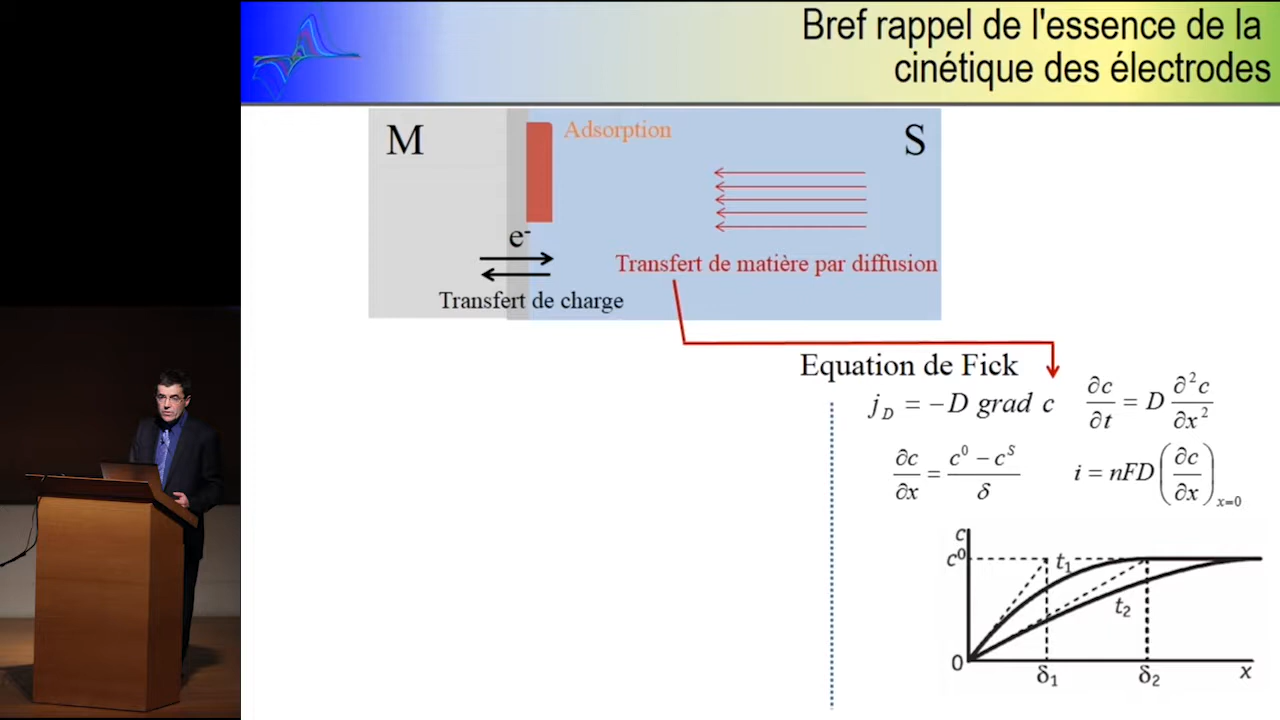 Bref rappel de l'essence de la
cinétique des électrodes
M
Adsorption
S
e-
Transfert de matière par diffusion
Transfert de charge
Equation de Fick
j_D = −D grad c
∂c/∂t = D ∂²c/∂x²
∂c/∂x = (c⁰ − c^S)/δ
i = nFD (∂c/∂x)_{x=0}
c
c⁰
t₁
t₂
0
δ₁
δ₂
x